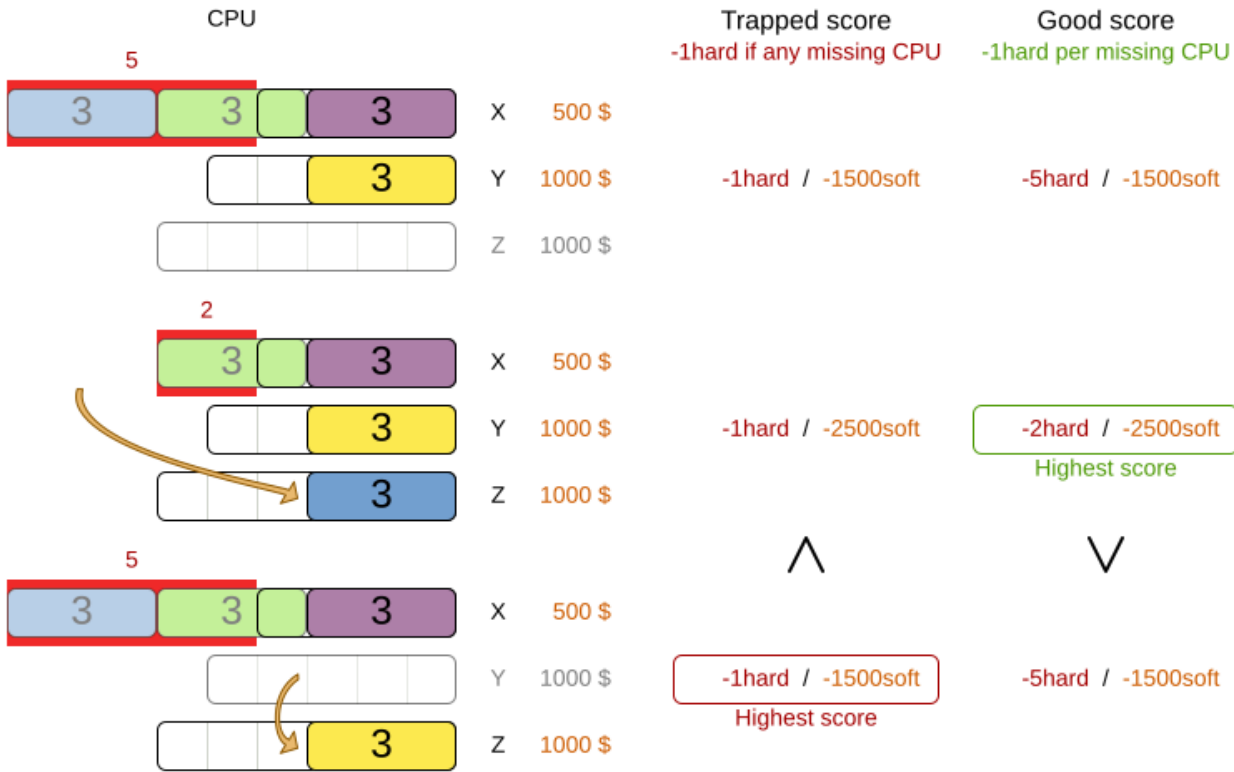 CPU Trapped score Good score
-1hard if any missing CPU -1hard per missing CPU
5
3 3 3 X 500 $
3 Y 1000 $ -1hard / -1500soft -5hard / -1500soft
Z 1000 $
2
3 3 X 500 $
3 Y 1000 $ -1hard / -2500soft -2hard / -2500soft
Highest score
3 Z 1000 $
5 < >
3 3 3 X 500 $
Y 1000 $ -1hard / -1500soft -5hard / -1500soft
Highest score
3 Z 1000 $